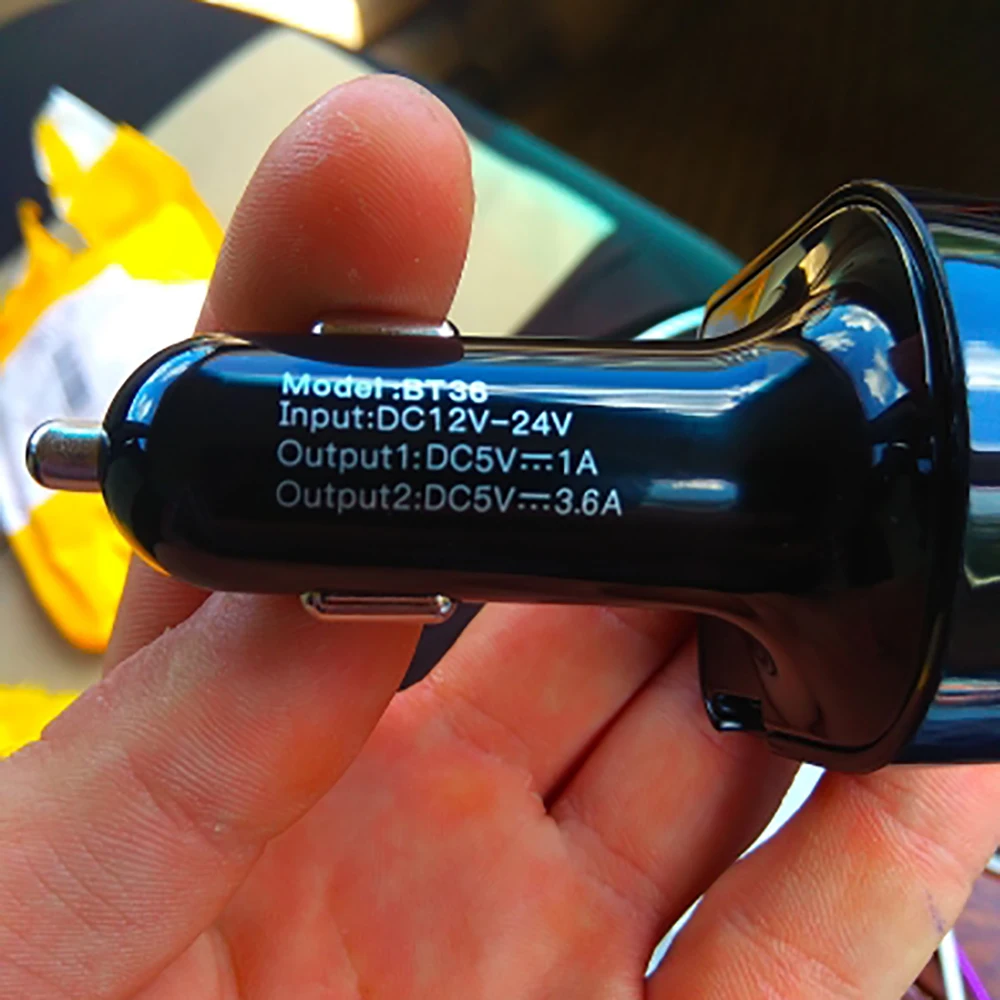 Model :BT36
Input:DC12V-24V
Output1:DC5V⎓1A
Output2:DC5V⎓3.6A